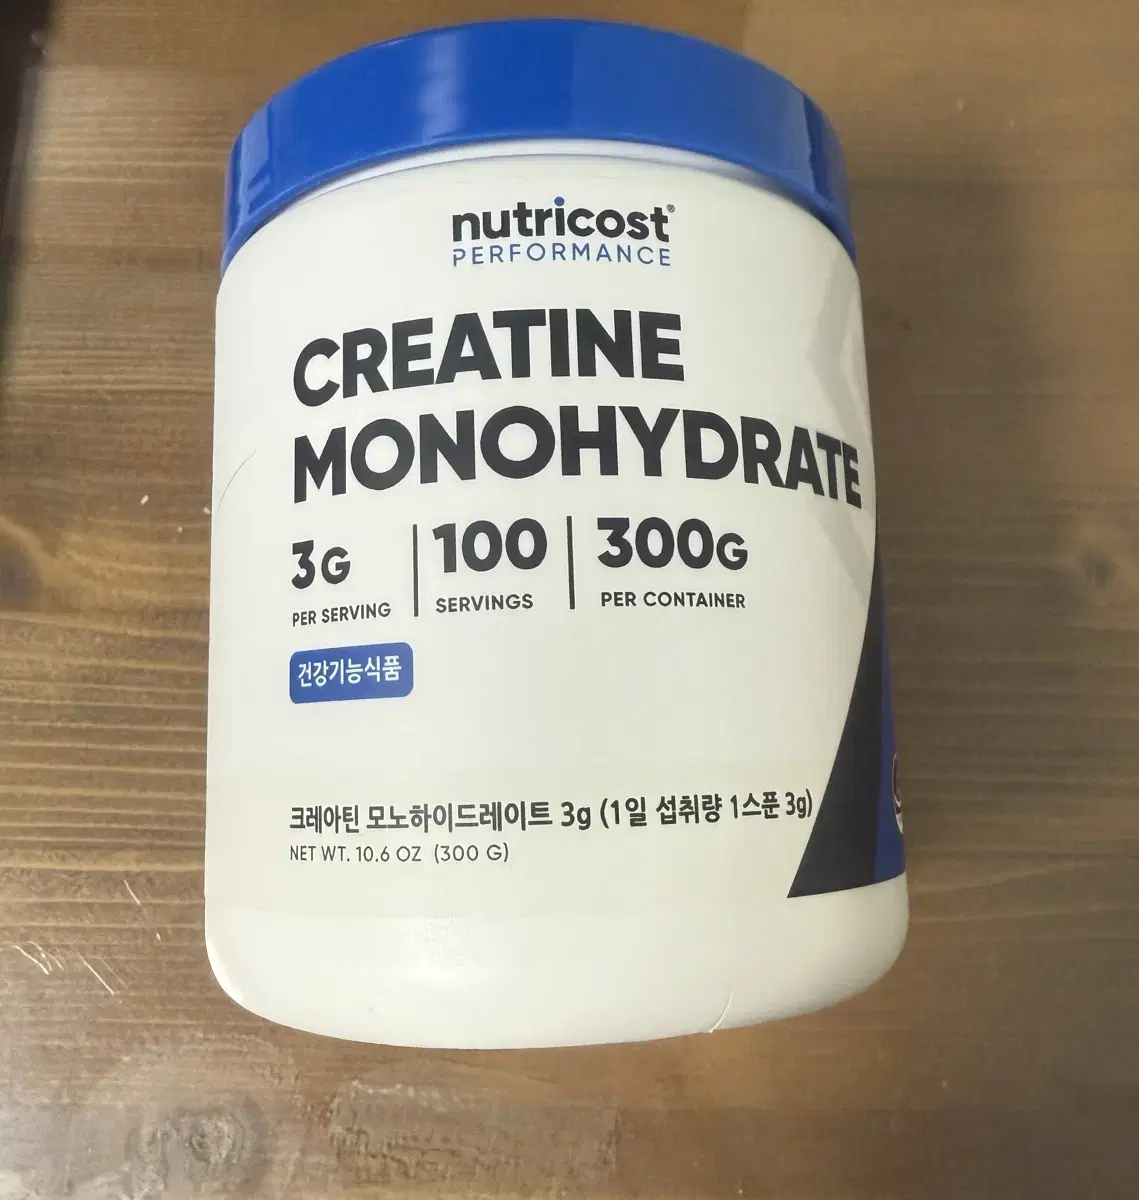 nutricost®
PERFORMANCE
CREATINE
MONOHYDRATE
3G
PER SERVING
100
SERVINGS
300G
PER CONTAINER
건강기능식품
크레아틴 모노하이드레이트 3g (1일 섭취량 1스푼 3g)
NET WT. 10.6 OZ (300 G)